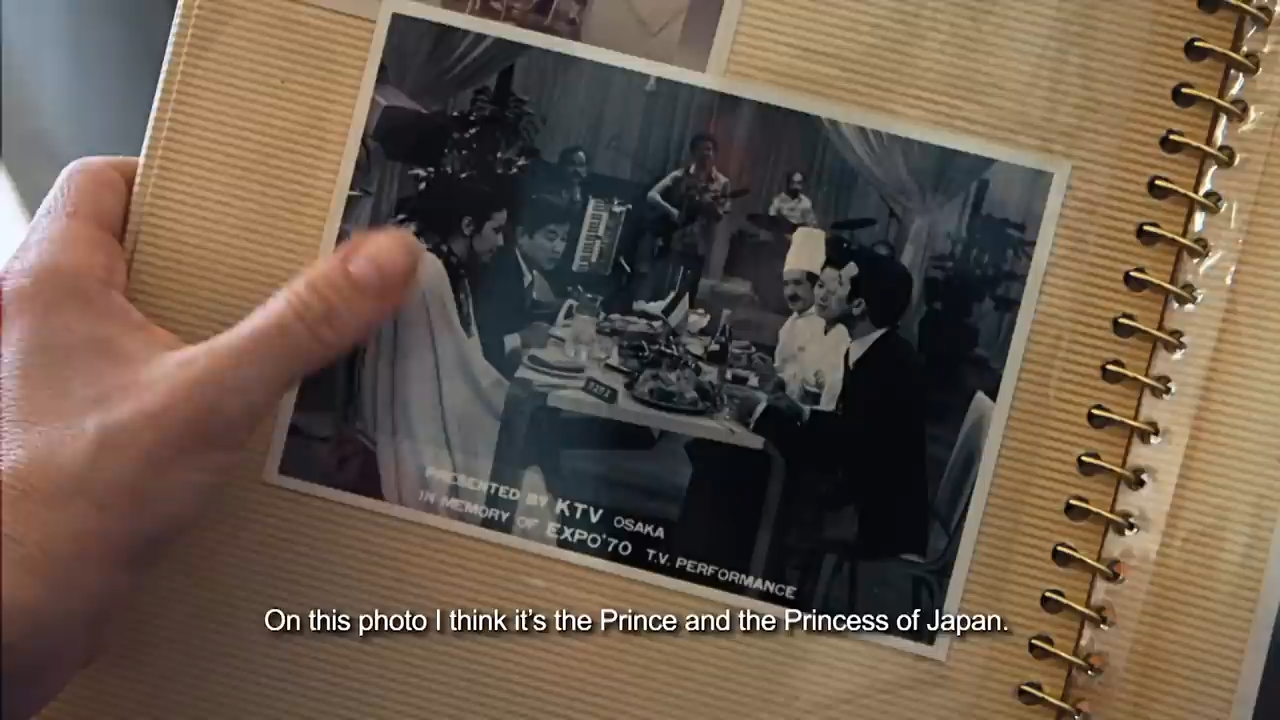 PRESENTED BY KTV OSAKA
IN MEMORY OF EXPO'70 T.V. PERFORMANCE
On this photo I think it's the Prince and the Princess of Japan.